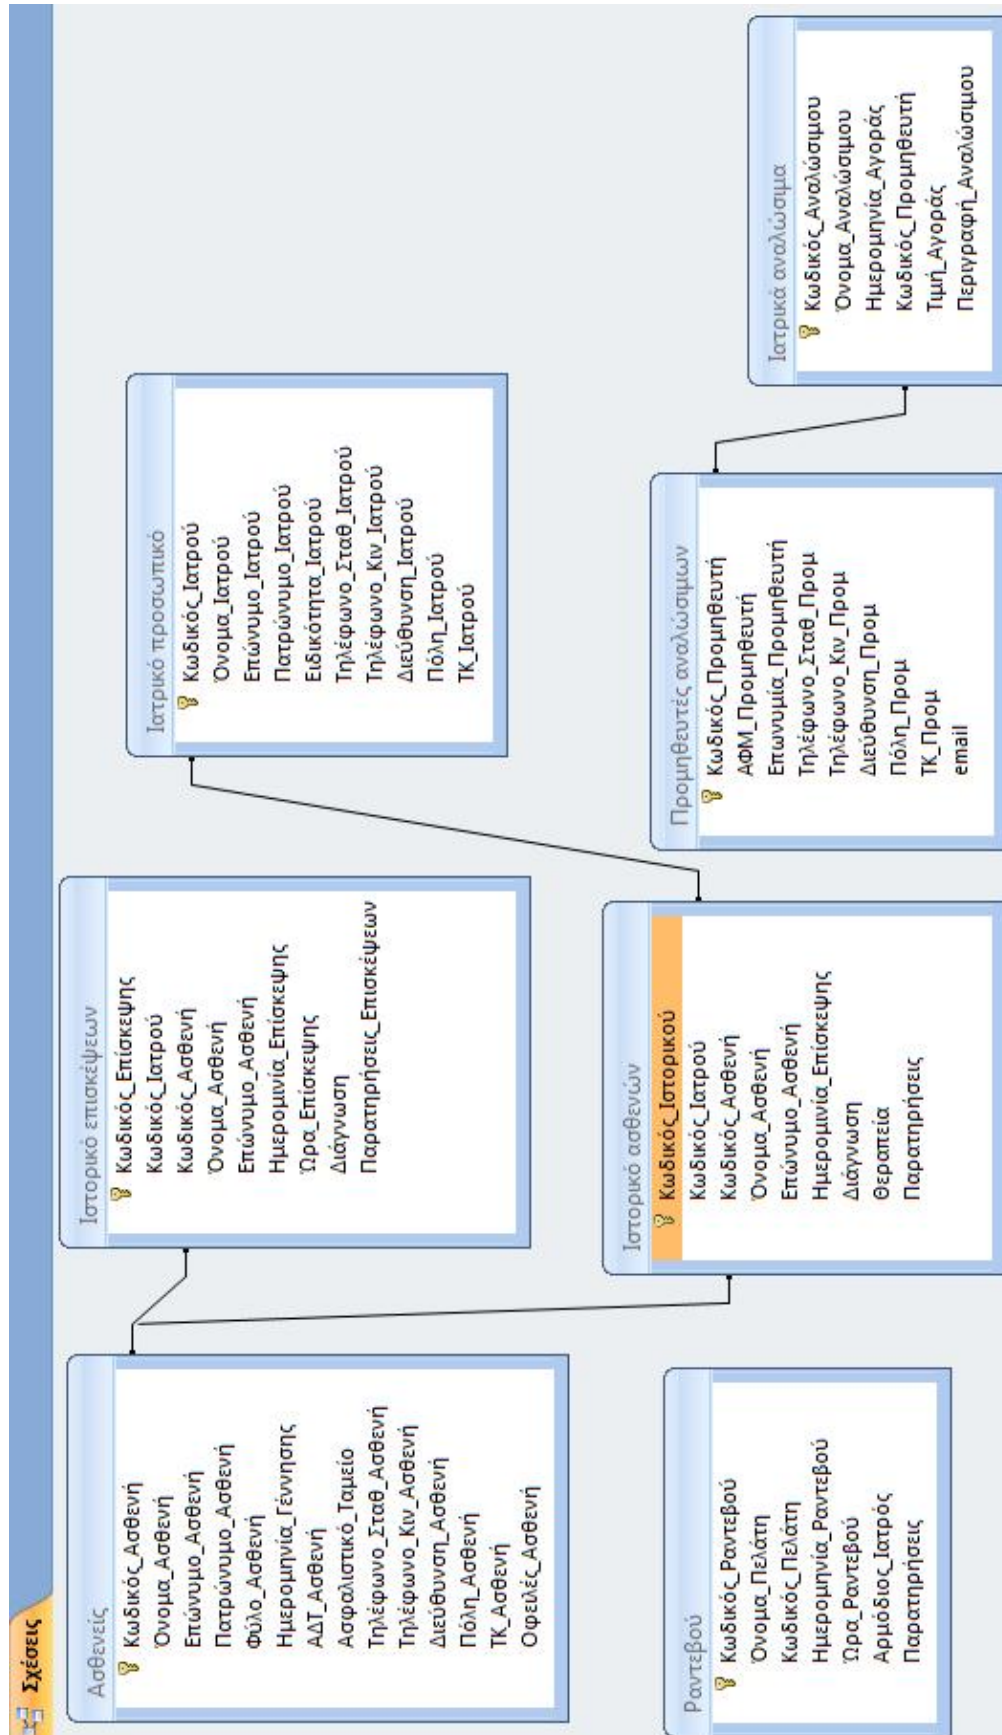 Σχέσεις
Ασθενείς
Κωδικός_Ασθενή
Όνομα_Ασθενή
Επώνυμο_Ασθενή
Πατρώνυμο_Ασθενή
Φύλο_Ασθενή
Ημερομηνία_Γέννησης
ΑΔΤ_Ασθενή
Ασφαλιστικό_Ταμείο
Τηλέφωνο_Σταθ_Ασθενή
Τηλέφωνο_Κιν_Ασθενή
Διεύθυνση_Ασθενή
Πόλη_Ασθενή
ΤΚ_Ασθενή
Οφειλές_Ασθενή
Ιστορικό επισκέψεων
Κωδικός_Επίσκεψης
Κωδικός_Ιατρού
Κωδικός_Ασθενή
Όνομα_Ασθενή
Επώνυμο_Ασθενή
Ημερομινία_Επίσκεψης
Ώρα_Επίσκεψης
Διάγνωση
Παρατηρήσεις_Επισκέψεων
Ιατρικό προσωπικό
Κωδικός_Ιατρού
Όνομα_Ιατρού
Επώνυμο_Ιατρού
Πατρώνυμο_Ιατρού
Ειδικότητα_Ιατρού
Τηλέφωνο_Σταθ_Ιατρού
Τηλέφωνο_Κιν_Ιατρού
Διεύθυνση_Ιατρού
Πόλη_Ιατρού
ΤΚ_Ιατρού
Ραντεβού
Κωδικός_Ραντεβού
Όνομα_Πελάτη
Κωδικός_Πελάτη
Ημερομηνία_Ραντεβού
Ώρα_Ραντεβού
Αρμόδιος_Ιατρός
Παρατηρήσεις
Ιστορικό ασθενών
Κωδικός_Ιστορικού
Κωδικός_Ιατρού
Κωδικός_Ασθενή
Όνομα_Ασθενή
Επώνυμο_Ασθενή
Ημερομινία_Επίσκεψης
Διάγνωση
Θεραπεία
Παρατηρήσεις
Προμηθευτές αναλώσιμων
Κωδικός_Προμηθευτή
ΑΦΜ_Προμηθευτή
Επωνυμία_Προμηθευτή
Τηλέφωνο_Σταθ_Προμ
Τηλέφωνο_Κιν_Προμ
Διεύθυνση_Προμ
Πόλη_Προμ
ΤΚ_Προμ
email
Ιατρικά αναλώσιμα
Κωδικός_Αναλώσιμου
Όνομα_Αναλώσιμου
Ημερομηνία_Αγοράς
Κωδικός_Προμηθευτή
Τιμή_Αγοράς
Περιγραφή_Αναλώσιμου